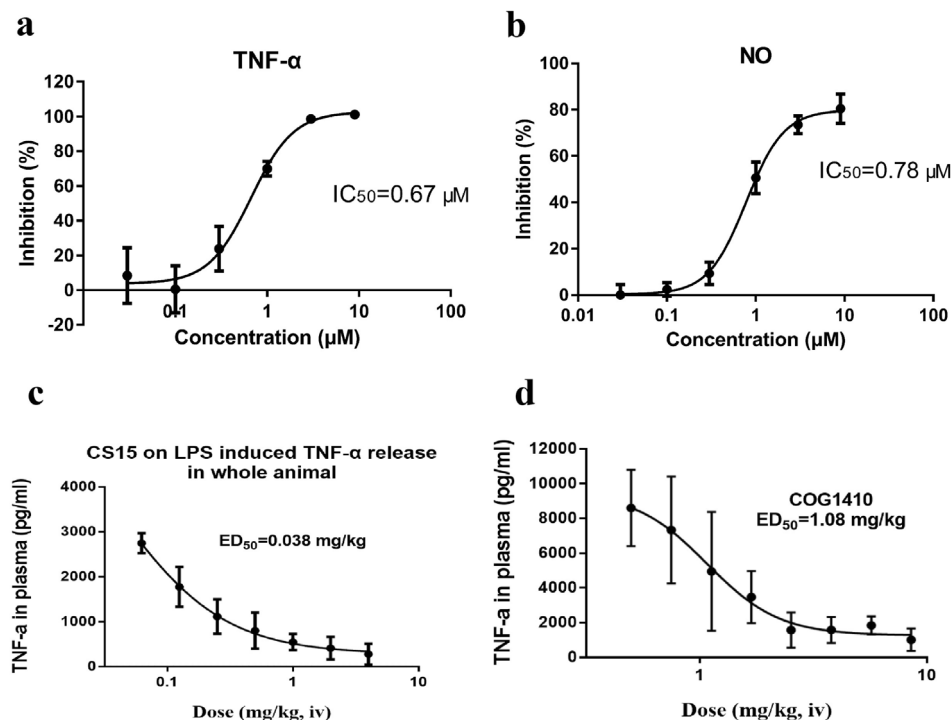 a
TNF-α
Inhibition (%)
120
100
80
60
40
20
0
-20
0.1
1
10
100
Concentration (µM)
IC50=0.67 µM
b
NO
Inhibition (%)
100
80
60
40
20
0
0.01
0.1
1
10
100
Concentration (µM)
IC50=0.78 µM
c
CS15 on LPS induced TNF-α release
in whole animal
TNF-a in plasma (pg/ml)
4000
3000
2000
1000
0
0.1
1
10
Dose (mg/kg, iv)
ED50=0.038 mg/kg
d
TNF-a in plasma (pg/ml)
12000
10000
8000
6000
4000
2000
0
1
10
Dose (mg/kg, iv)
COG1410
ED50=1.08 mg/kg